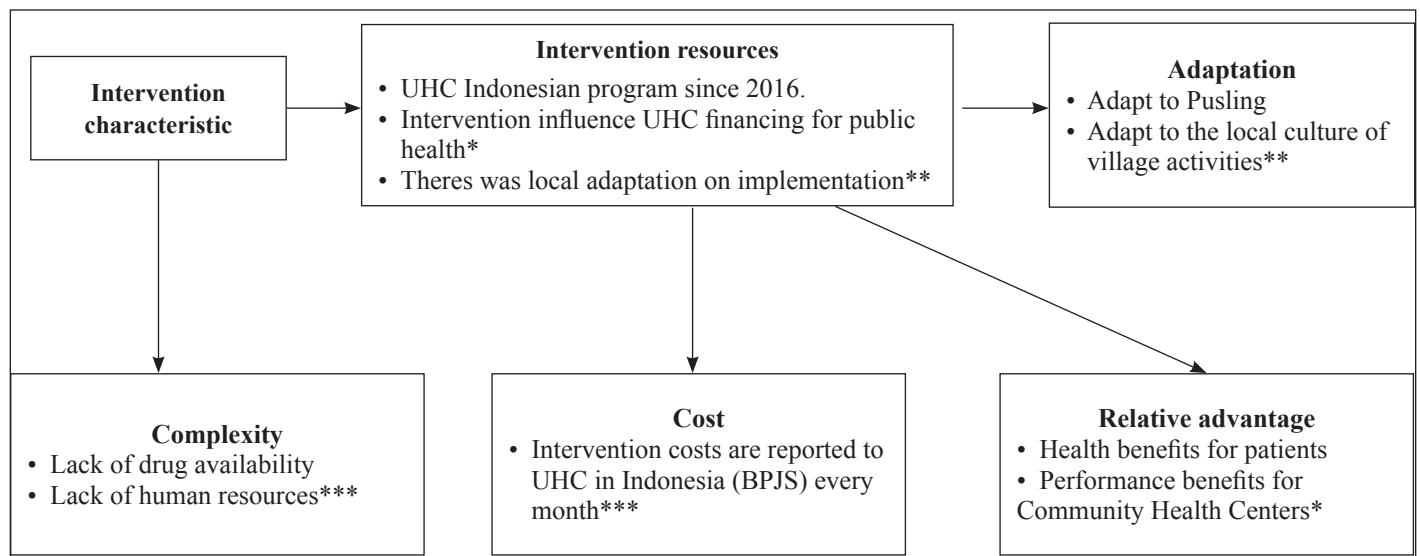 Intervention
characteristic
Intervention resources
• UHC Indonesian program since 2016.
• Intervention influence UHC financing for public
health*
• Theres was local adaptation on implementation**
Adaptation
• Adapt to Pusling
• Adapt to the local culture of
village activities**
Complexity
• Lack of drug availability
• Lack of human resources***
Cost
• Intervention costs are reported to
UHC in Indonesia (BPJS) every
month***
Relative advantage
• Health benefits for patients
• Performance benefits for
Community Health Centers*